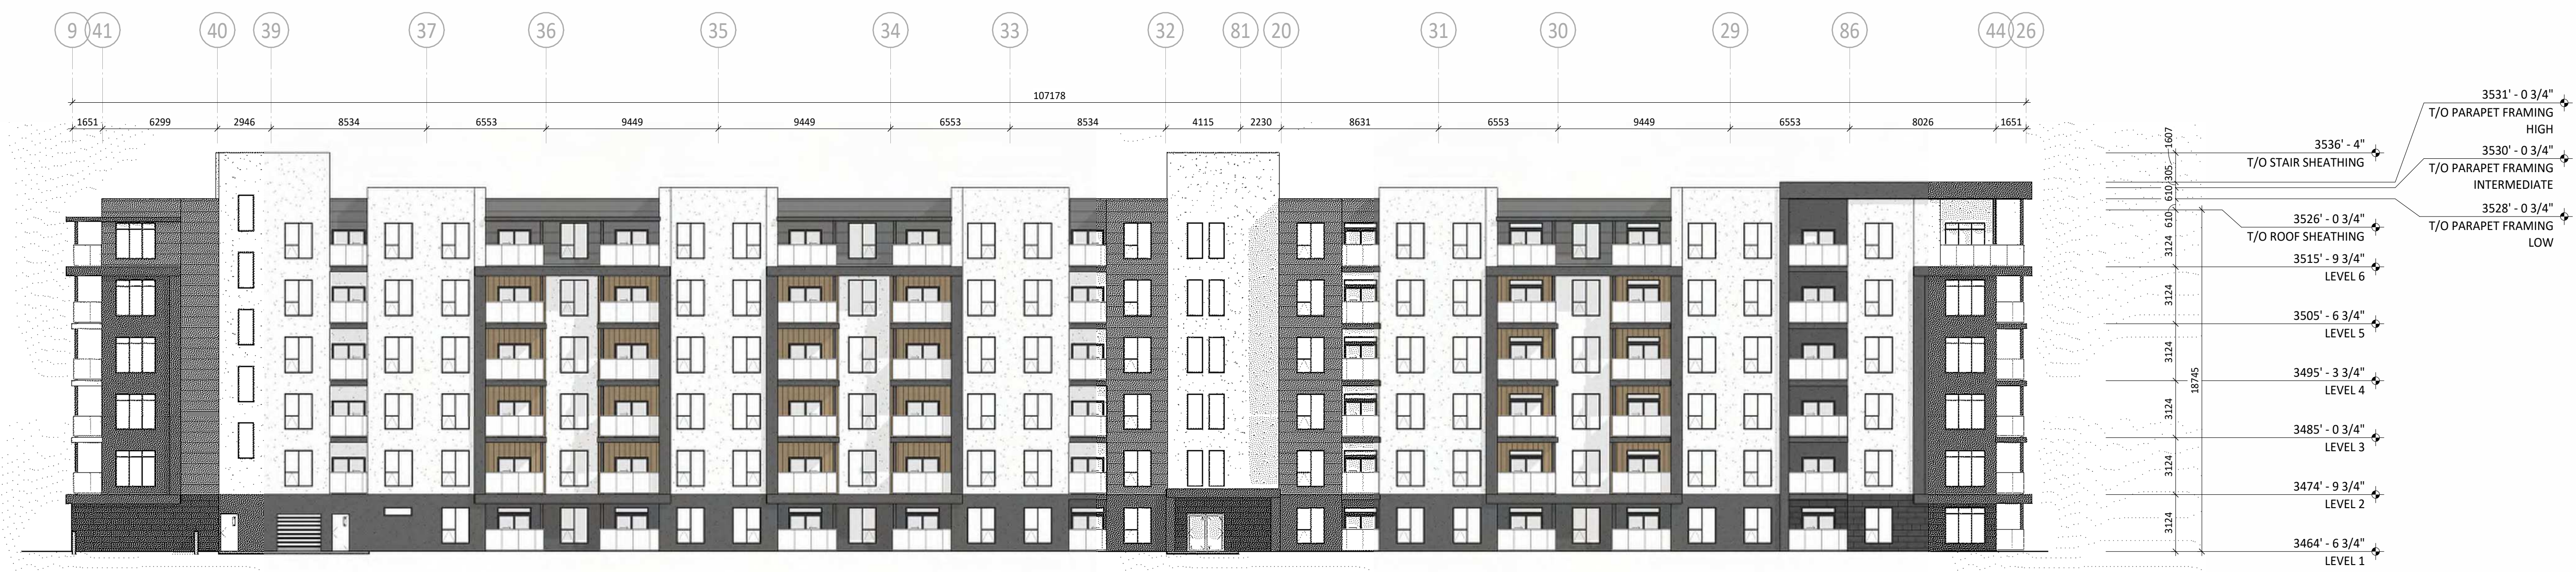 9 41 40 39 37 36 35 34 33 32 81 20 31 30 29 86 44 26
107178
1651 6299 2946 8534 6553 9449 9449 6553 8534 4115 2230 8631 6553 9449 6553 8026 1651
3531' - 0 3/4"
T/O PARAPET FRAMING
HIGH
3536' - 4"
T/O STAIR SHEATHING
3530' - 0 3/4"
T/O PARAPET FRAMING
INTERMEDIATE
3528' - 0 3/4"
T/O PARAPET FRAMING
LOW
3526' - 0 3/4"
T/O ROOF SHEATHING
3515' - 9 3/4"
LEVEL 6
3505' - 6 3/4"
LEVEL 5
3495' - 3 3/4"
LEVEL 4
3485' - 0 3/4"
LEVEL 3
3474' - 9 3/4"
LEVEL 2
3464' - 6 3/4"
LEVEL 1
1607
305
610
610
3124
3124
3124
3124
3124
3124
18745